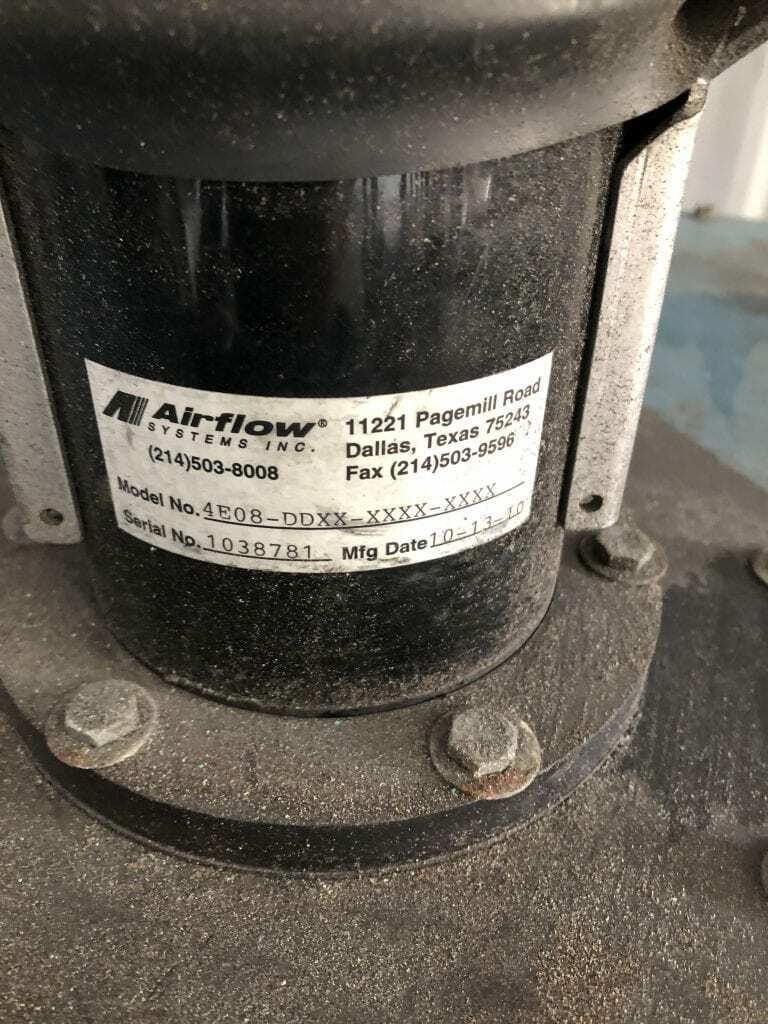 Airflow®
SYSTEMS INC.
(214)503-8008
11221 Pagemill Road
Dallas, Texas 75243
Fax (214)503-9596
Model No. 4E08-DDXX-XXXX-XXXX
Serial No. 1038781 Mfg Date 10-13-10